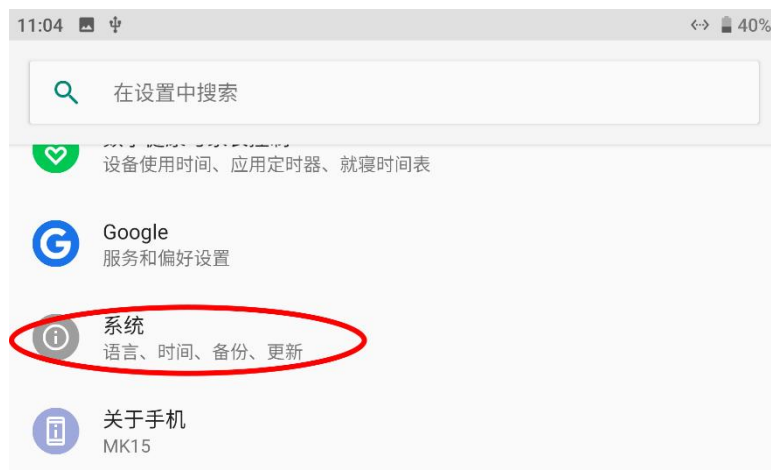 11:04
40%
在设置中搜索
设备使用时间、应用定时器、就寝时间表
Google
服务和偏好设置
系统
语言、时间、备份、更新
关于手机
MK15